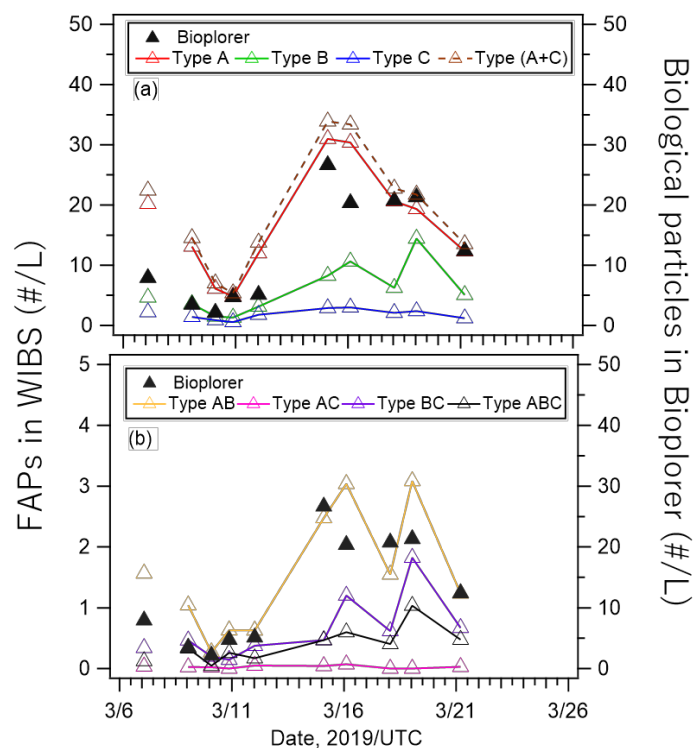 FAPs in WIBS (#/L)
Biological particles in Bioplorer (#/L)
50
40
30
20
10
0
50
40
30
20
10
0
Bioplorer
Type A Type B Type C Type (A+C)
(a)
5
4
3
2
1
0
50
40
30
20
10
0
Bioplorer
Type AB Type AC Type BC Type ABC
(b)
3/6 3/11 3/16 3/21 3/26
Date, 2019/UTC